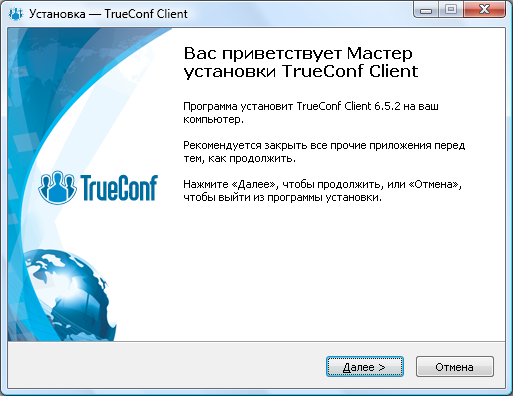 Установка — TrueConf Client
Вас приветствует Мастер
установки TrueConf Client
Программа установит TrueConf Client 6.5.2 на ваш
компьютер.
Рекомендуется закрыть все прочие приложения перед
тем, как продолжить.
TrueConf
Нажмите «Далее», чтобы продолжить, или «Отмена»,
чтобы выйти из программы установки.
Далее >
Отмена